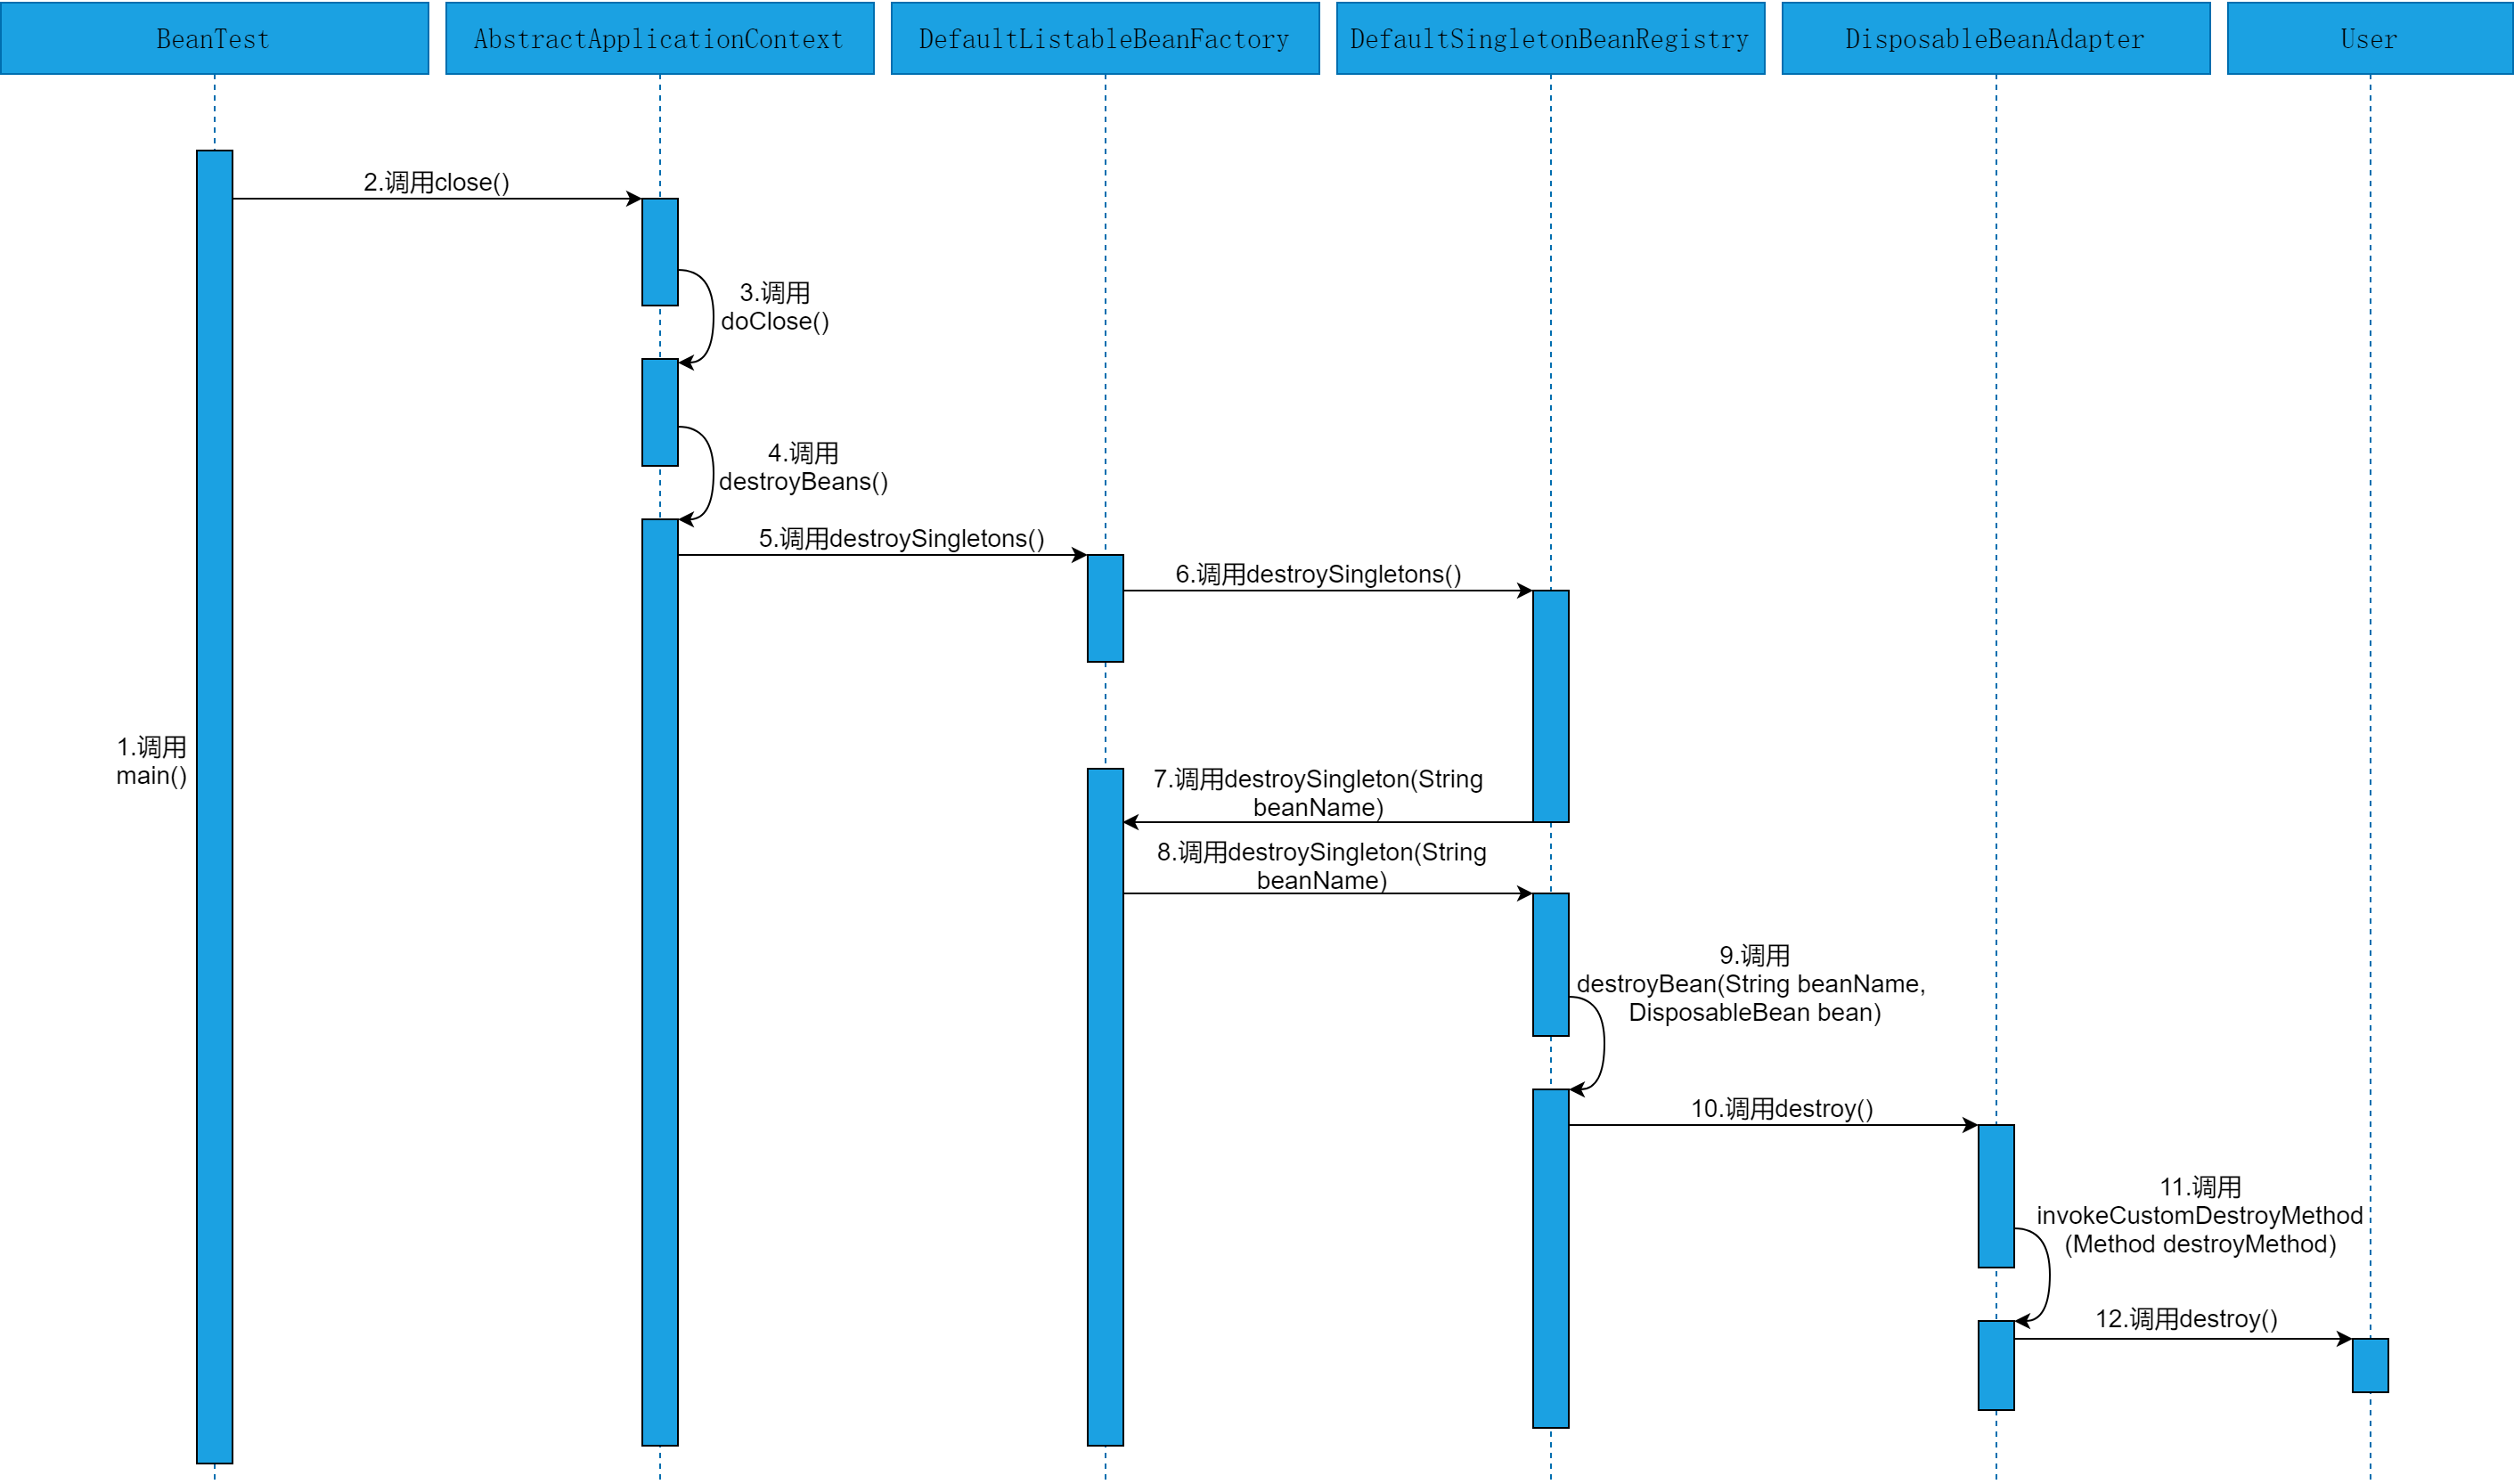 BeanTest
AbstractApplicationContext
DefaultListableBeanFactory
DefaultSingletonBeanRegistry
DisposableBeanAdapter
User
2.调用close()
3.调用
doClose()
4.调用
destroyBeans()
5.调用destroySingletons()
6.调用destroySingletons()
1.调用
main()
7.调用destroySingleton(String
beanName)
8.调用destroySingleton(String
beanName)
9.调用
destroyBean(String beanName,
DisposableBean bean)
10.调用destroy()
11.调用
invokeCustomDestroyMethod
(Method destroyMethod)
12.调用destroy()